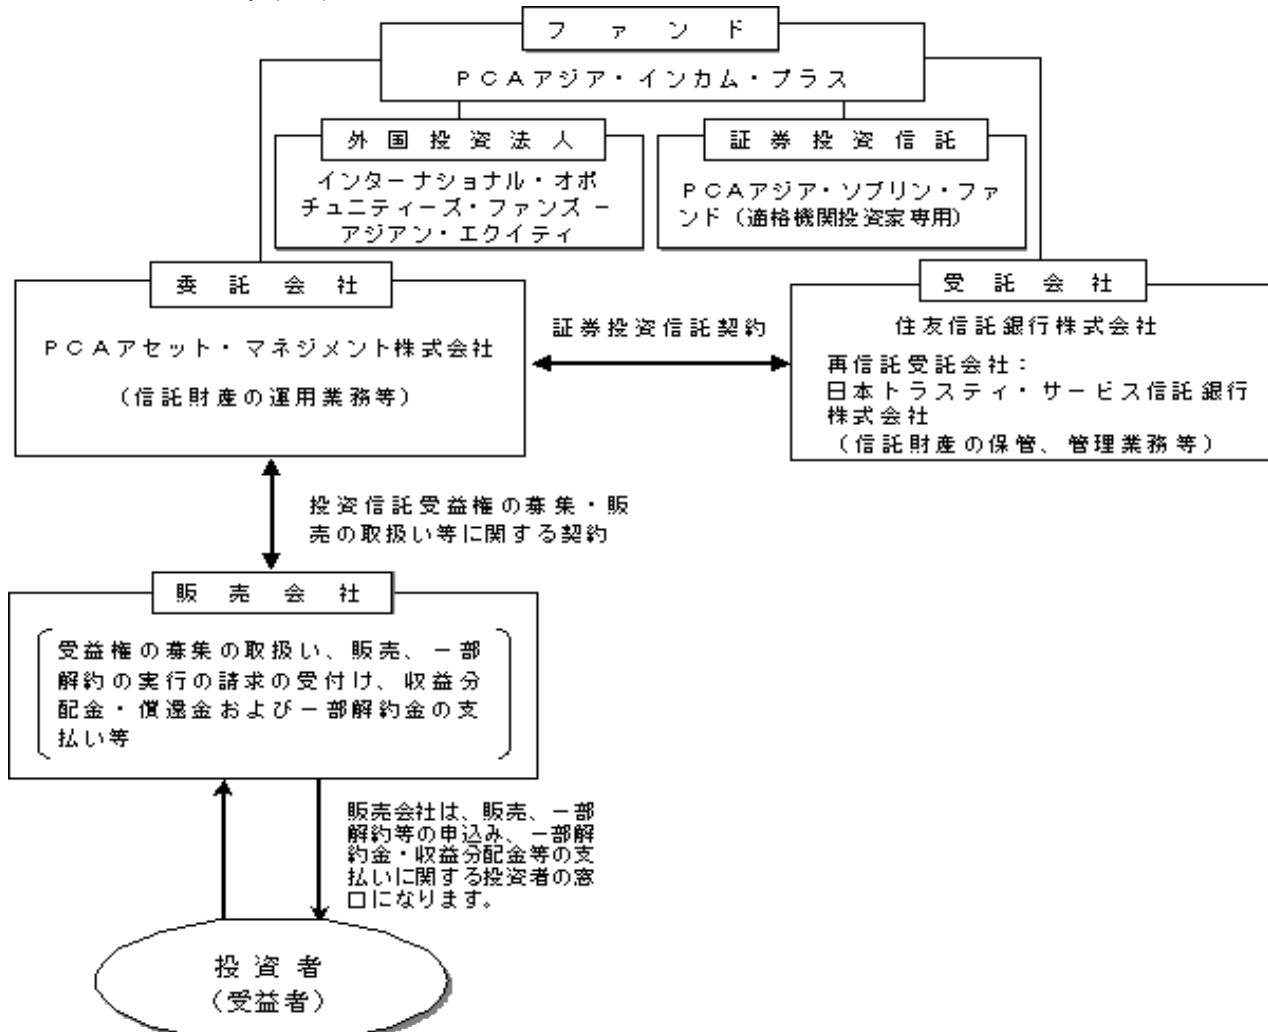 ファンド
PCAアジア・インカム・プラス
外国投資法人
インターナショナル・オポ
チュニティーズ・ファンズ－
アジアン・エクイティ
証券投資信託
PCAアジア・ソブリン・ファ
ンド（適格機関投資家専用）
委託会社
PCAアセット・マネジメント株式会社
（信託財産の運用業務等）
証券投資信託契約
受託会社
住友信託銀行株式会社
再信託受託会社：
日本トラスティ・サービス信託銀行
株式会社
（信託財産の保管、管理業務等）
投資信託受益権の募集・販
売の取扱い等に関する契約
販売会社
受益権の募集の取扱い、販売、一部
解約の実行の請求の受付け、収益分
配金・償還金および一部解約金の支
払い等
販売会社は、販売、一部
解約等の申込み、一部解
約金・収益分配金等の支
払いに関する投資者の窓
口になります。
投資者
（受益者）